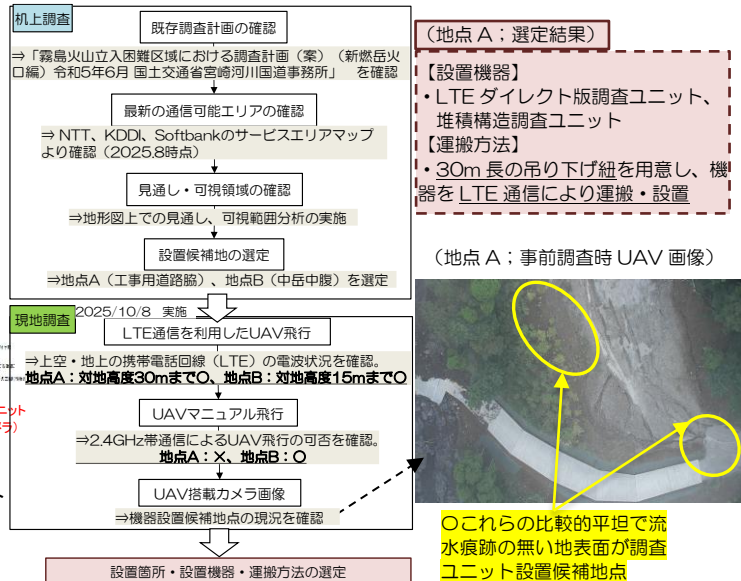 机上調査
既存調査計画の確認
⇒「霧島火山立入困難区域における調査計画（案）（新燃岳火
口編）令和5年6月 国土交通省宮崎河川国道事務所」 を確認
最新の通信可能エリアの確認
⇒ NTT、KDDI、Softbankのサービスエリアマップ
より確認（2025.8時点）
見通し・可視領域の確認
⇒地形図上での見通し、可視範囲分析の実施
設置候補地の選定
⇒地点A（工事用道路脇）、地点B（中岳中腹）を選定
現地調査
2025/10/8 実施
LTE通信を利用したUAV飛行
⇒上空・地上の携帯電話回線（LTE）の電波状況を確認。
地点A：対地高度30mまで〇、地点B：対地高度15mまで〇
UAVマニュアル飛行
⇒2.4GHz帯通信によるUAV飛行の可否を確認。
地点A：×、地点B：〇
UAV搭載カメラ画像
⇒機器設置候補地点の現況を確認
設置箇所・設置機器・運搬方法の選定
ニット
ラ）
（地点 A；選定結果）
【設置機器】
・LTE ダイレクト版調査ユニット、
堆積構造調査ユニット
【運搬方法】
・30m 長の吊り下げ紐を用意し、機
器を LTE 通信により運搬・設置
（地点 A；事前調査時 UAV 画像）
〇これらの比較的平坦で流
水痕跡の無い地表面が調査
ユニット設置候補地点